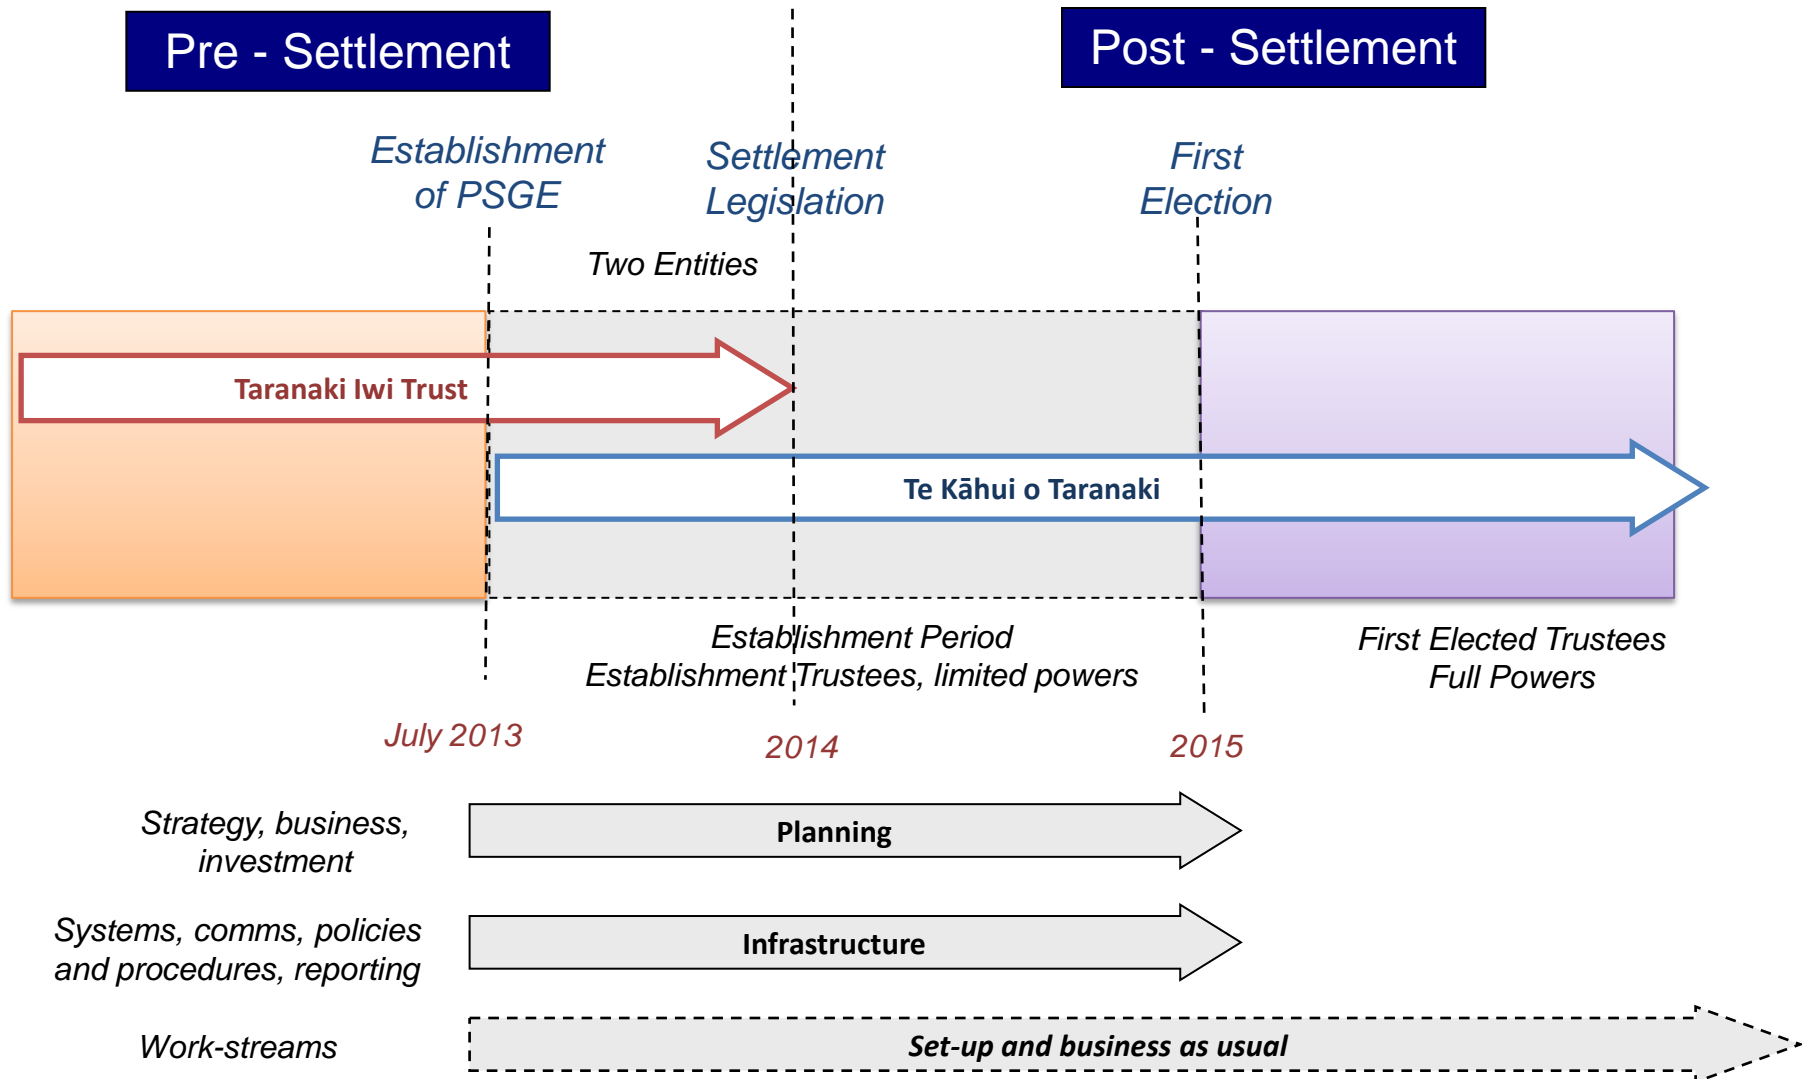 Pre - Settlement
Post - Settlement
Establishment
of PSGE
Settlement
Legislation
First
Election
Two Entities
Taranaki Iwi Trust
Te Kāhui o Taranaki
Establishment Period
Establishment Trustees, limited powers
First Elected Trustees
Full Powers
July 2013
2014
2015
Strategy, business,
investment
Planning
Systems, comms, policies
and procedures, reporting
Infrastructure
Work-streams
Set-up and business as usual